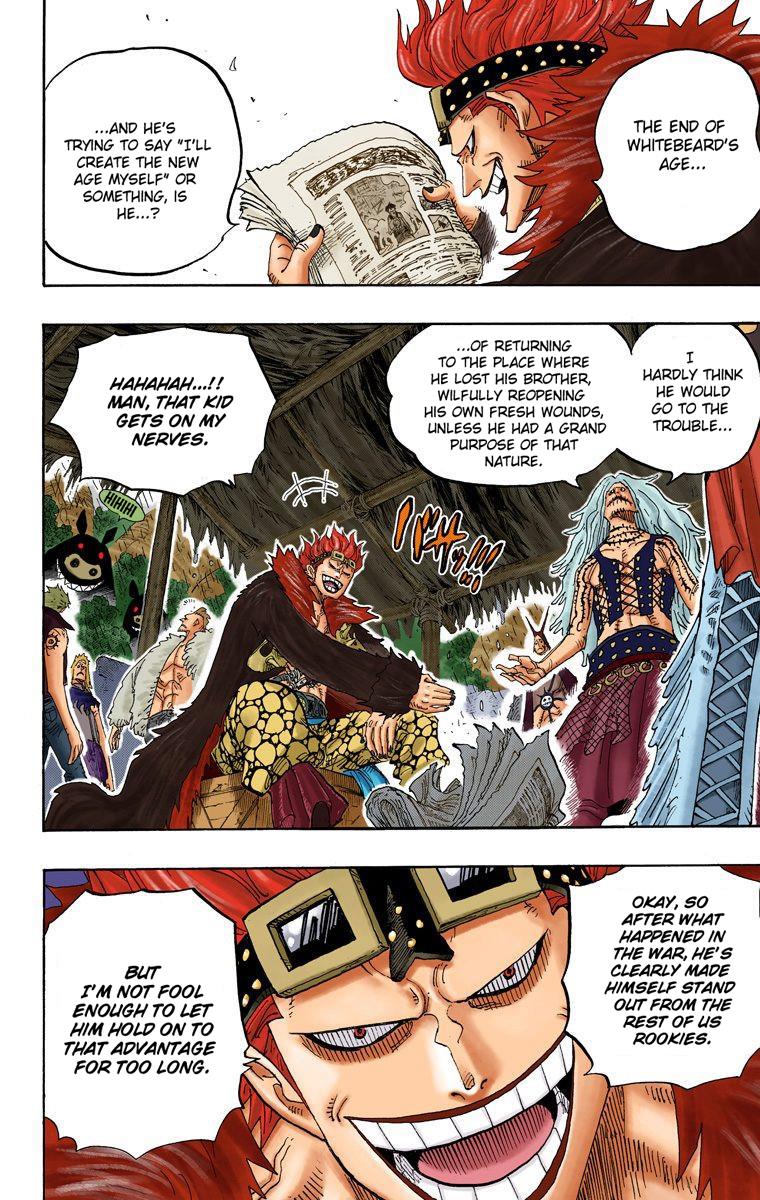 THE END OF
WHITEBEARD'S
AGE...
...AND HE'S
TRYING TO SAY "I'LL
CREATE THE NEW
AGE MYSELF" OR
SOMETHING, IS
HE...?
I
HARDLY THINK
HE WOULD
GO TO THE
TROUBLE...
...OF RETURNING
TO THE PLACE WHERE
HE LOST HIS BROTHER,
WILFULLY REOPENING
HIS OWN FRESH WOUNDS,
UNLESS HE HAD A GRAND
PURPOSE OF THAT
NATURE.
バサッ!!!
HAHAHAH...!!
MAN, THAT KID
GETS ON MY
NERVES.
HIHIHI
OKAY, SO
AFTER WHAT
HAPPENED IN
THE WAR, HE'S
CLEARLY MADE
HIMSELF STAND
OUT FROM THE
REST OF US
ROOKIES.
BUT
I'M NOT FOOL
ENOUGH TO LET
HIM HOLD ON TO
THAT ADVANTAGE
FOR TOO LONG.